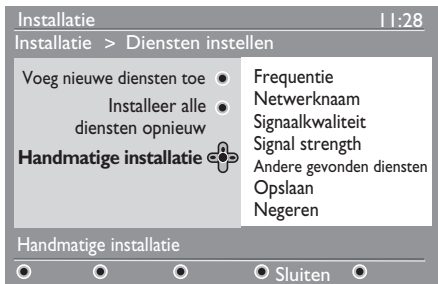 Installatie 11:28
Installatie > Diensten instellen
Voeg nieuwe diensten toe
Installeer alle
diensten opnieuw
Handmatige installatie
Frequentie
Netwerknaam
Signaalkwaliteit
Signal strength
Andere gevonden diensten
Opslaan
Negeren
Handmatige installatie
Sluiten